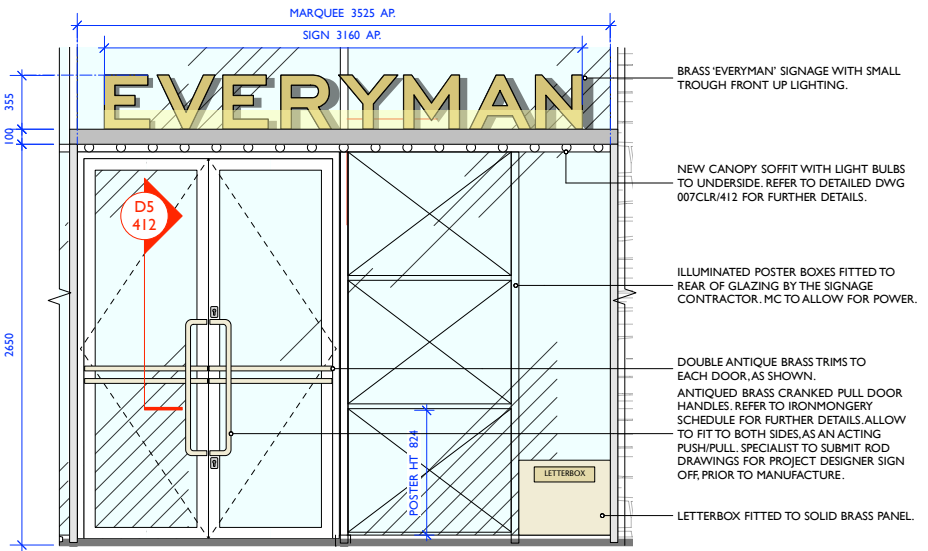 MARQUEE 3525 AP.
SIGN 3160 AP.
EVERYMAN
355
100
2650
D5
412
POSTER HT 824
LETTERBOX
BRASS 'EVERYMAN' SIGNAGE WITH SMALL
TROUGH FRONT UP LIGHTING.
NEW CANOPY SOFFIT WITH LIGHT BULBS
TO UNDERSIDE. REFER TO DETAILED DWG
007CLR/412 FOR FURTHER DETAILS.
ILLUMINATED POSTER BOXES FITTED TO
REAR OF GLAZING BY THE SIGNAGE
CONTRACTOR. MC TO ALLOW FOR POWER.
DOUBLE ANTIQUE BRASS TRIMS TO
EACH DOOR, AS SHOWN.
ANTIQUED BRASS CRANKED PULL DOOR
HANDLES. REFER TO IRONMONGERY
SCHEDULE FOR FURTHER DETAILS. ALLOW
TO FIT TO BOTH SIDES, AS AN ACTING
PUSH/PULL. SPECIALIST TO SUBMIT ROD
DRAWINGS FOR PROJECT DESIGNER SIGN
OFF, PRIOR TO MANUFACTURE.
LETTERBOX FITTED TO SOLID BRASS PANEL.